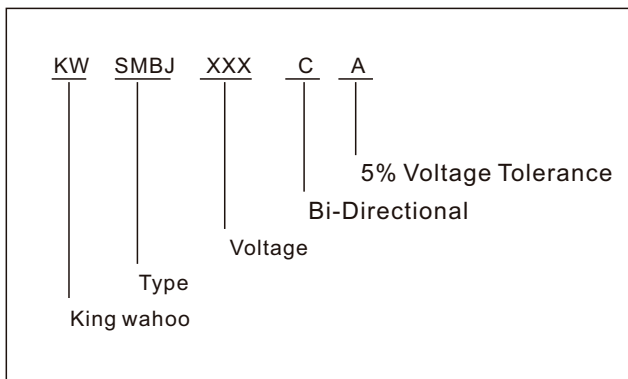 KW SMBJ XXX C A
5% Voltage Tolerance
Bi-Directional
Voltage
Type
King wahoo